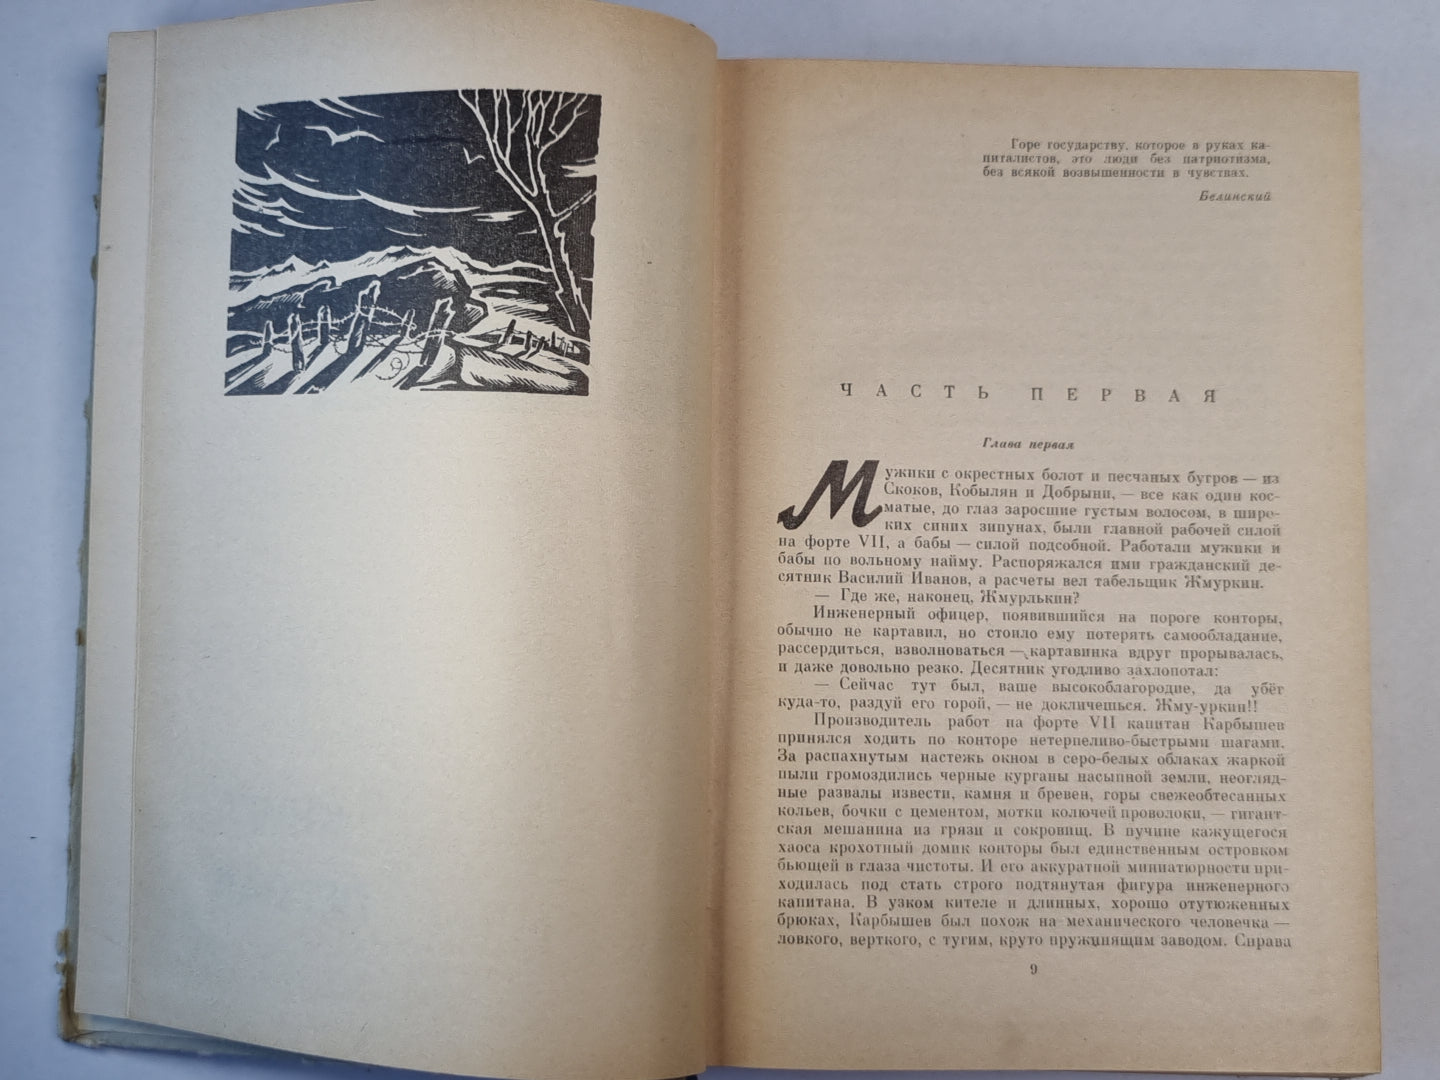 Горе государству, которое в руках ка-
питалистов, это люди без патриотизма,
без всякой возвышенности в чувствах.
Белинский
ЧАСТЬ ПЕРВАЯ
Глава первая
Мужики с окрестных болот и песчаных бугров — из
Скоков, Кобылян и Добрыни, — все как один кос-
матые, до глаз заросшие густым волосом, в широ-
ких синих зипунах, были главной рабочей силой
на форте VII, а бабы — силой подсобной. Работали мужики и
бабы по вольному найму. Распоряжался ими гражданский де-
сятник Василий Иванов, а расчеты вел табельщик Жмуркин.
— Где же, наконец, Жмурлькин?
Инженерный офицер, появившийся на пороге конторы,
обычно не картавил, но стоило ему потерять самообладание,
рассердиться, взволноваться — картавинка вдруг прорывалась,
и даже довольно резко. Десятник угодливо захлопотал:
— Сейчас тут был, ваше высокоблагородие, да убёг
куда-то, раздуй его горой, — не докличешься. Жму-уркин!!
Производитель работ на форте VII капитан Карбышев
принялся ходить по конторе нетерпеливо-быстрыми шагами.
За распахнутым настежь окном в серо-белых облаках жаркой
пыли громоздились черные курганы насыпной земли, неогляд-
ные развалы извести, камня и бревен, горы свежеобтесанных
кольев, бочки с цементом, мотки колючей проволоки, — гигант-
ская мешанина из грязи и сокровищ. В пучине кажущегося
хаоса крохотный домик конторы был единственным островком
бьющей в глаза чистоты. И его аккуратной миниатюрности при-
ходилась под стать строго подтянутая фигура инженерного
капитана. В узком кителе и длинных, хорошо отутюженных
брюках, Карбышев был похож на механического человечка —
ловкого, верткого, с тугим, круто пружинящим заводом. Справа
9